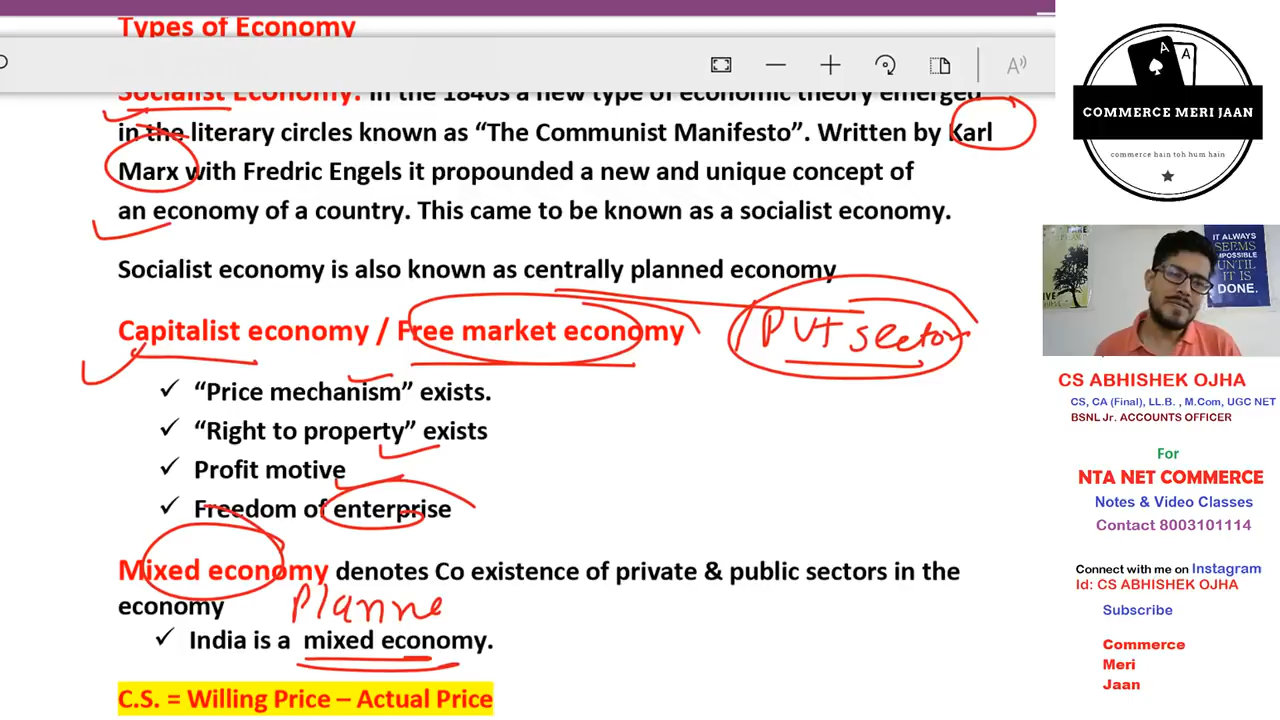 Types of Economy
Socialist Economy: In the 1840s a new type of economic theory emerged
in the literary circles known as “The Communist Manifesto”. Written by Karl
Marx with Fredric Engels it propounded a new and unique concept of
an economy of a country. This came to be known as a socialist economy.
Socialist economy is also known as centrally planned economy
Capitalist economy / Free market economy
PVT sector
✓ “Price mechanism” exists.
✓ “Right to property” exists
✓ Profit motive
✓ Freedom of enterprise
Mixed economy denotes Co existence of private & public sectors in the
economy
Planne
✓ India is a mixed economy.
C.S. = Willing Price – Actual Price
A
A
COMMERCE MERI JAAN
commerce hain toh hum hain
IT ALWAYS
SEEMS
IMPOSSIBLE
UNTIL
IT IS
DONE.
CS ABHISHEK OJHA
CS, CA (Final), LL.B. , M.Com, UGC NET
BSNL Jr. ACCOUNTS OFFICER
For
NTA NET COMMERCE
Notes & Video Classes
Contact 8003101114
Connect with me on Instagram
Id: CS ABHISHEK OJHA
Subscribe
Commerce
Meri
Jaan